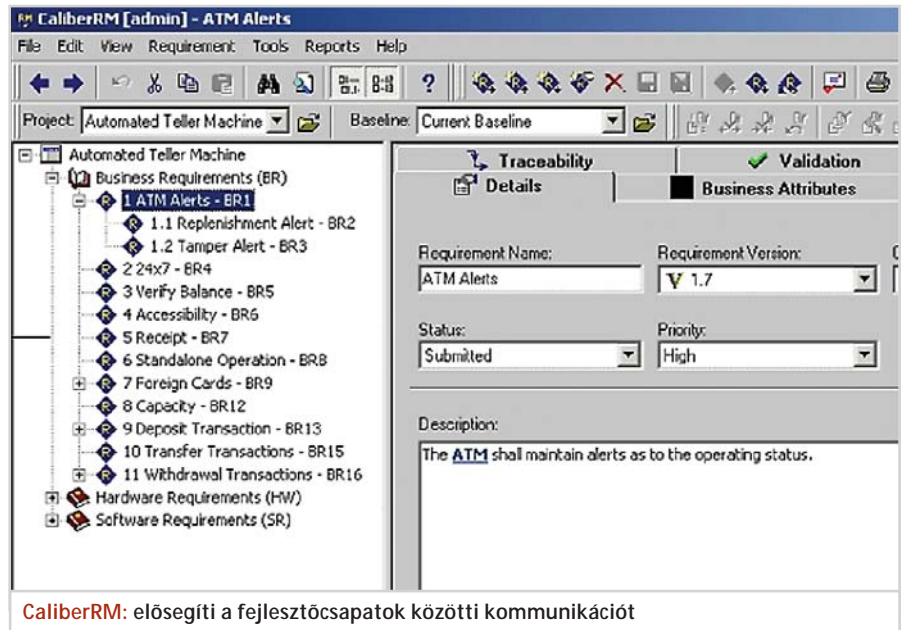 CaliberRM [admin] - ATM Alerts
File Edit View Requirement Tools Reports Help
Project: Automated Teller Machine Baseline: Current Baseline
Automated Teller Machine
Business Requirements (BR)
1 ATM Alerts - BR1
1.1 Replenishment Alert - BR2
1.2 Tamper Alert - BR3
2 24x7 - BR4
3 Verify Balance - BR5
4 Accessibility - BR6
5 Receipt - BR7
6 Standalone Operation - BR8
7 Foreign Cards - BR9
8 Capacity - BR12
9 Deposit Transaction - BR13
10 Transfer Transactions - BR15
11 Withdrawal Transactions - BR16
Hardware Requirements (HW)
Software Requirements (SR)
Traceability Validation
Details Business Attributes
Requirement Name: Requirement Version:
ATM Alerts 1.7
Status: Priority:
Submitted High
Description:
The ATM shall maintain alerts as to the operating status.
CaliberRM: elõsegíti a fejlesztõcsapatok közötti kommunikációt